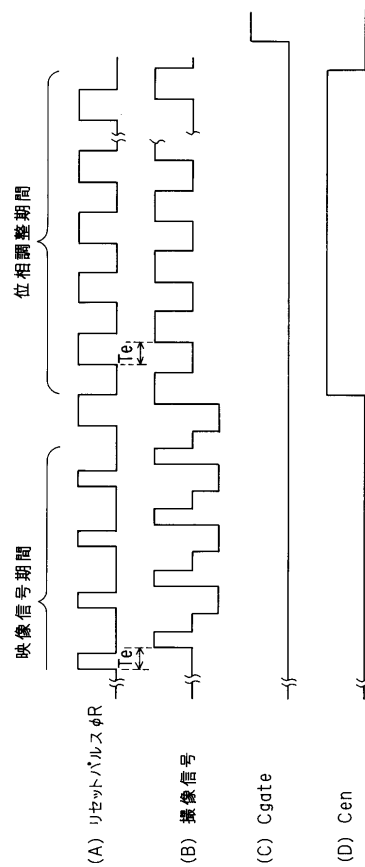 映像信号期間
位相調整期間
(A) リセットパルスφR
Te
Te
(B) 撮像信号
(C) Cgate
(D) Cen